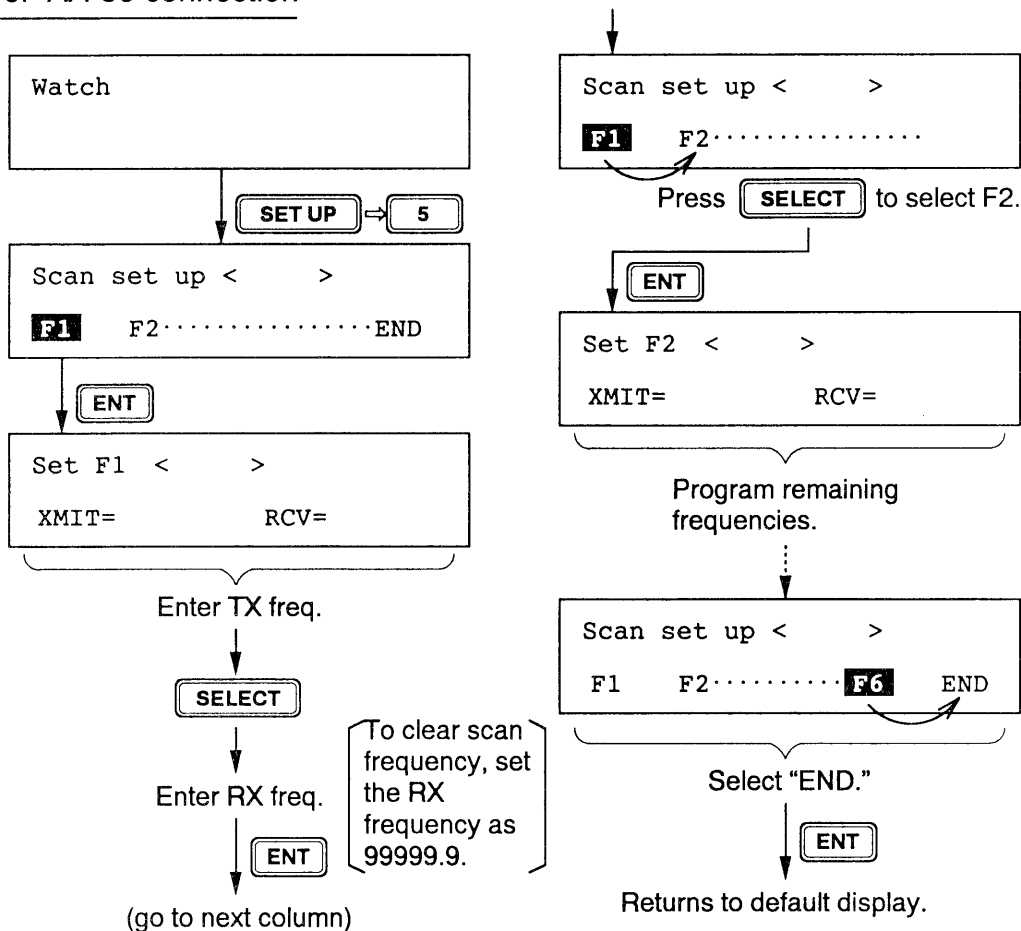 connection
Watch
SET UP ⇨ 5
Scan set up <     >
F1   F2················END
ENT
Set F1 <     >
XMIT=          RCV=
Enter TX freq.
SELECT
Enter RX freq.
To clear scan
frequency, set
the RX
frequency as
99999.9.
ENT
(go to next column)
Scan set up <     >
F1   F2················
Press SELECT to select F2.
ENT
Set F2 <     >
XMIT=          RCV=
Program remaining
frequencies.
Scan set up <     >
F1   F2··········F6   END
Select “END.”
ENT
Returns to default display.